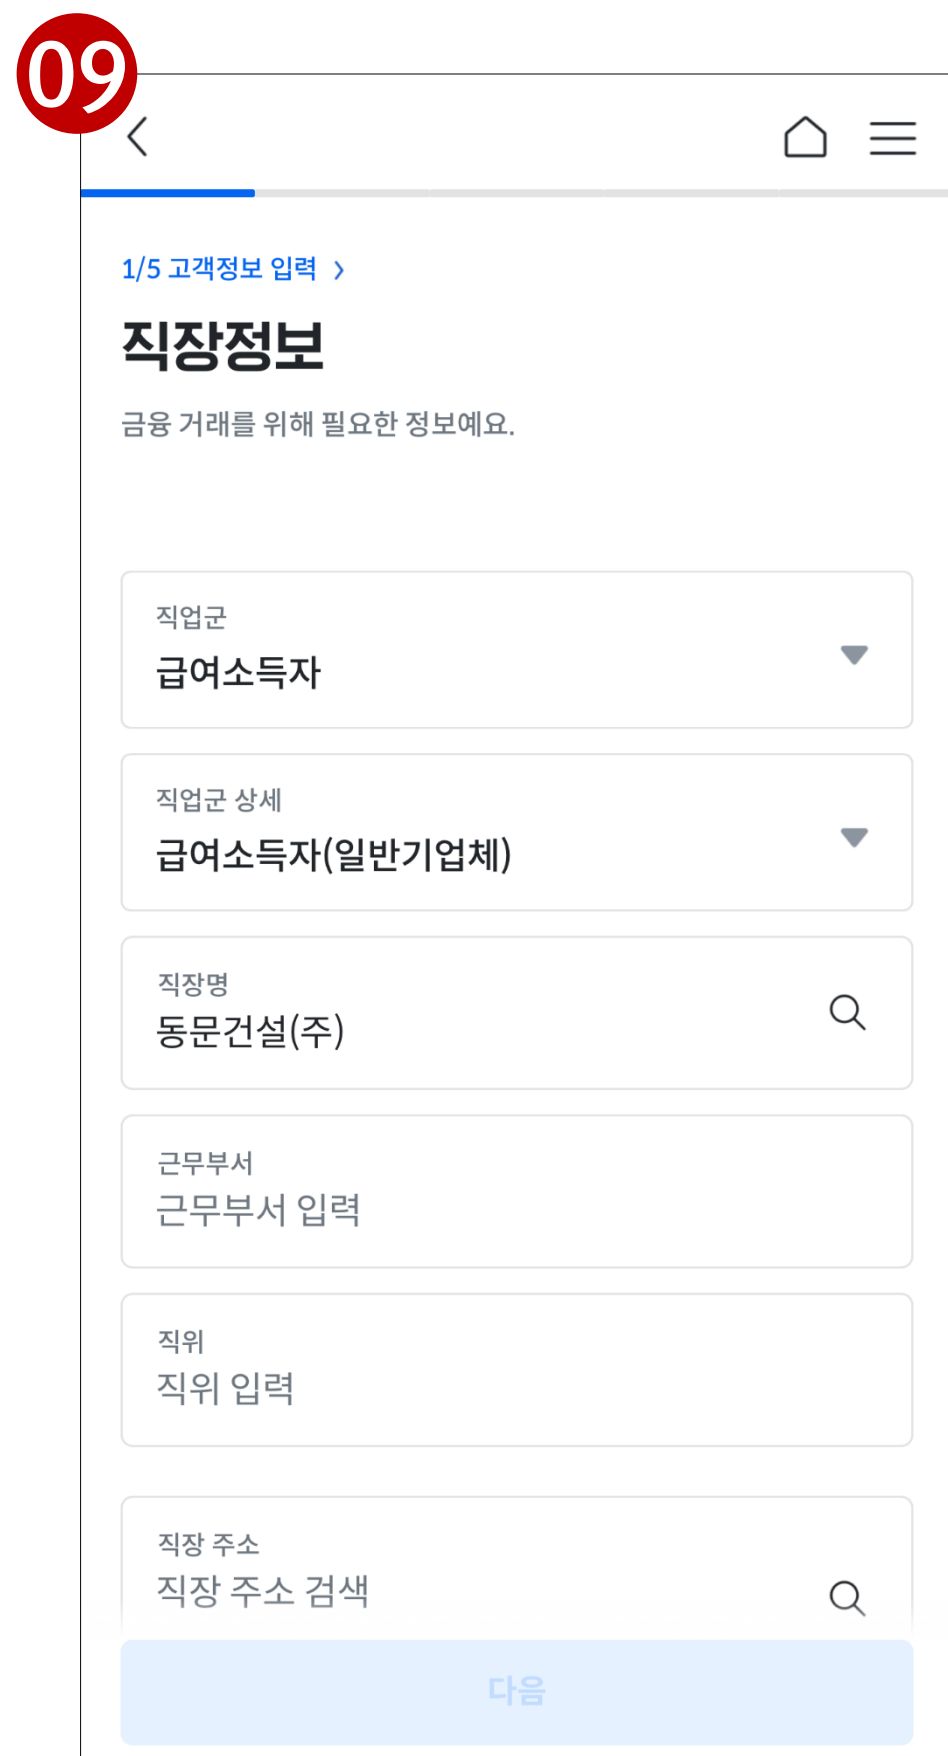 09
1/5 고객정보 입력 >
직장정보
금융 거래를 위해 필요한 정보예요.
직업군
급여소득자
직업군 상세
급여소득자(일반기업체)
직장명
동문건설(주)
근무부서
근무부서 입력
직위
직위 입력
직장 주소
직장 주소 검색
다음